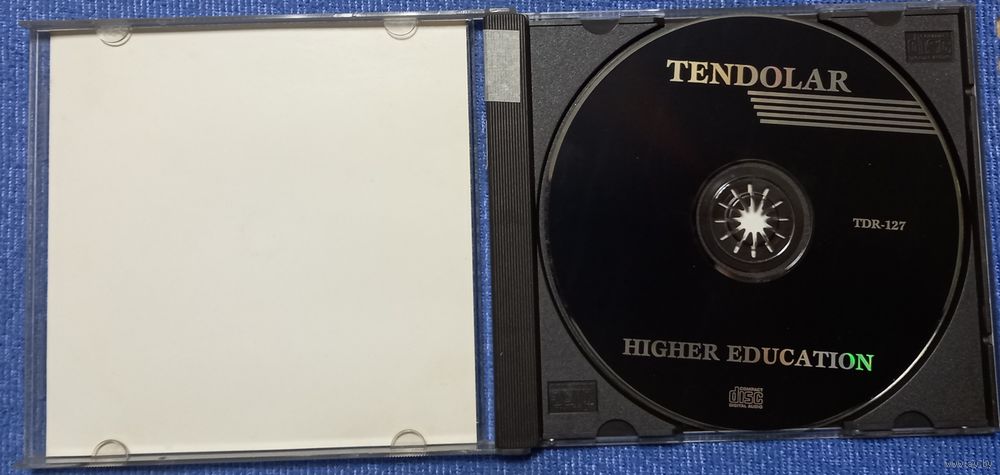 TENDOLAR
TDR-127
HIGHER EDUCATION
COMPACT
disc
DIGITAL AUDIO